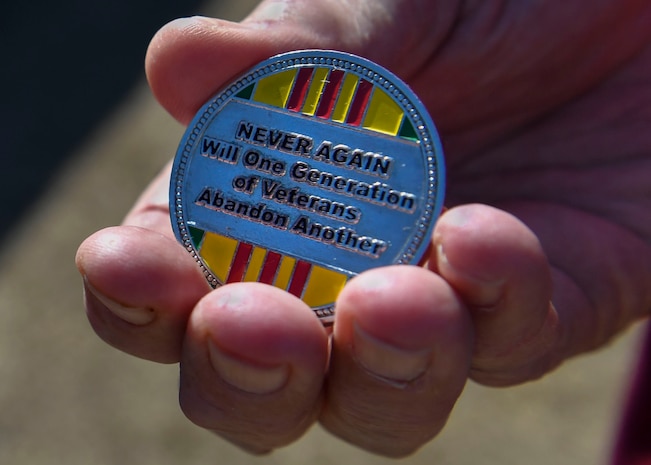 NEVER AGAIN
Will One Generation
of Veterans
Abandon Another